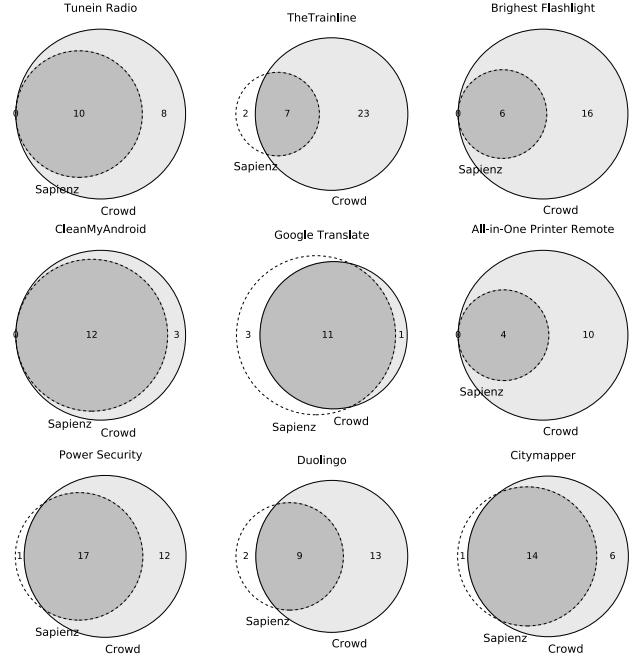 Tunein Radio
0
10
8
Sapienz
Crowd
TheTrainline
2
7
23
Sapienz
Crowd
Brighest Flashlight
0
6
16
Sapienz
Crowd
CleanMyAndroid
0
12
3
Sapienz
Crowd
Google Translate
3
11
1
Sapienz
Crowd
All-in-One Printer Remote
0
4
10
Sapienz
Crowd
Power Security
1
17
12
Sapienz
Crowd
Duolingo
2
9
13
Sapienz
Crowd
Citymapper
1
14
6
Sapienz
Crowd